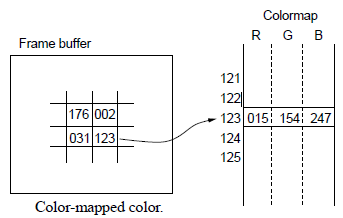 Colormap
R G B
Frame buffer
121
122
176 002
123 015 154 247
031 123
124
125
Color-mapped color.